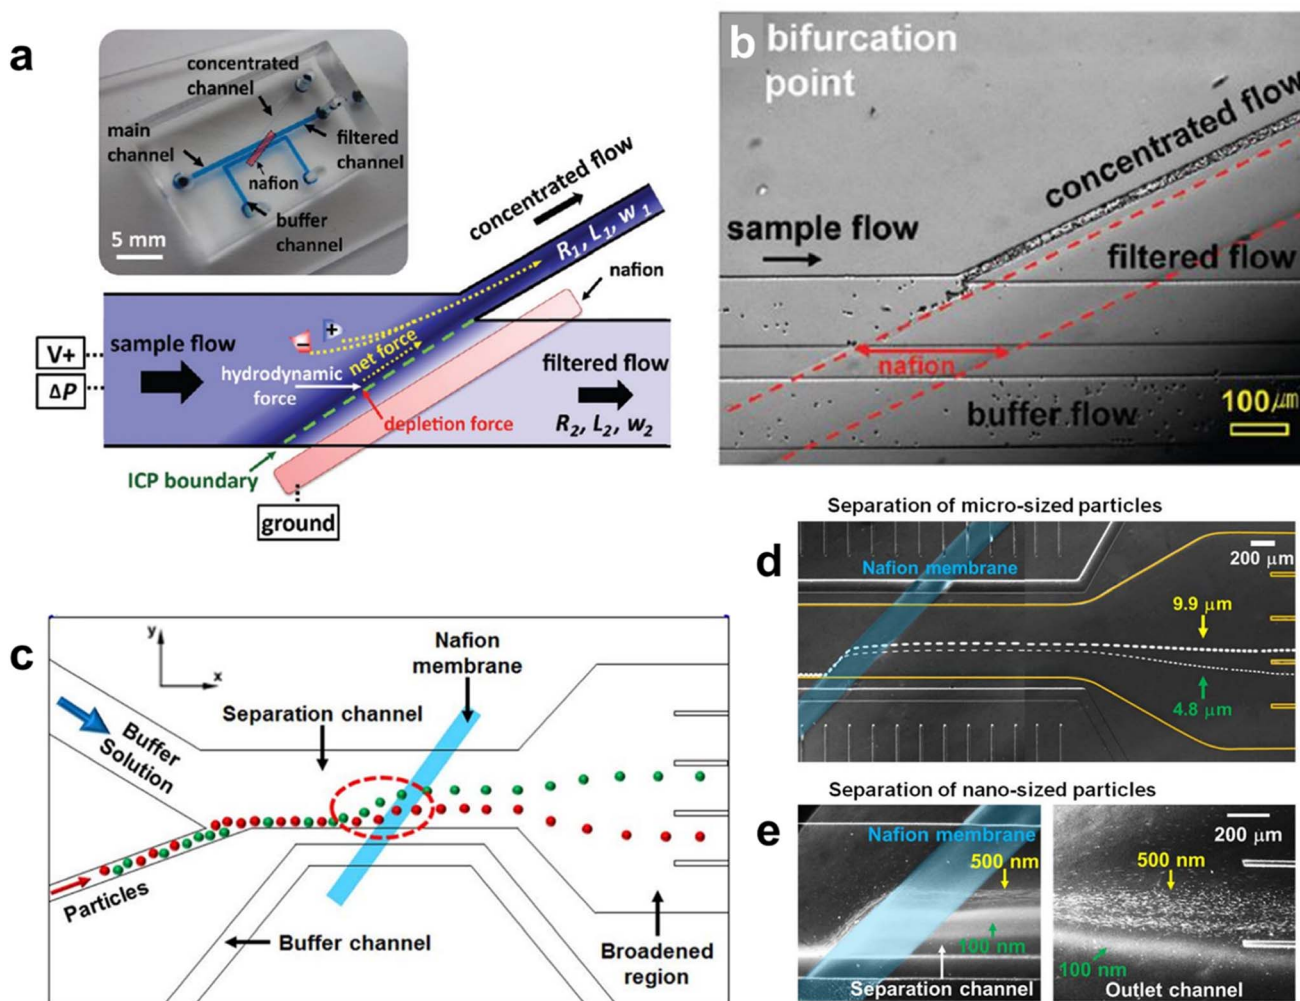 a
concentrated
channel
main
channel
filtered
channel
nafion
buffer
channel
5 mm
concentrated flow
R1, L1, w1
nafion
V+
ΔP
sample flow
− +
net force
hydrodynamic
force
depletion force
filtered flow
R2, L2, w2
ICP boundary
ground
b
bifurcation
point
concentrated flow
sample flow
filtered flow
nafion
buffer flow
100 μm
c
y
x
Nafion
membrane
Separation channel
Buffer
Solution
Particles
Buffer channel
Broadened
region
Separation of micro-sized particles
d
Nafion membrane
200 μm
9.9 μm
4.8 μm
Separation of nano-sized particles
e
Nafion membrane
500 nm
100 nm
Separation channel
200 μm
500 nm
100 nm
Outlet channel